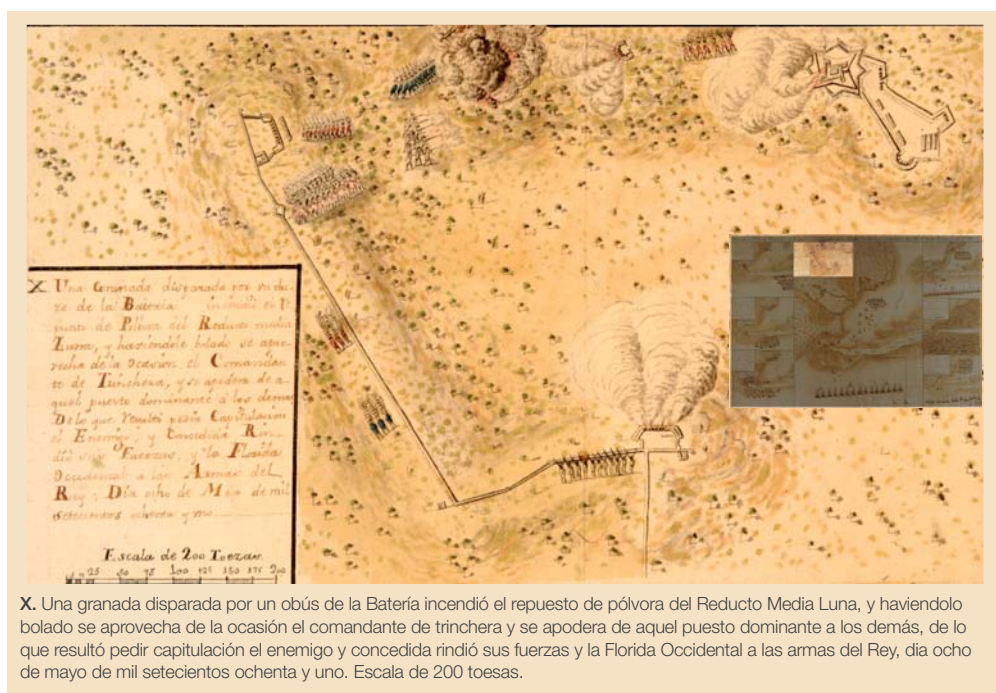 X Una Granada disparada por un obu-
ze de la Bateria incendió el re
puesto de Pólvora del Reducto media
Luna, y haviendole bolado se apro-
vecha de la ocasion el Comandan
te de Trinchera, y se apodera de a-
quel puesto dominante á los demas
De lo que resultó pedir Capitulacion
el Enemigo, y Concedida Rin-
dió sus Fuerzas, y la Florida
Occidental a las Armas del
Rey: Dia ocho de Mayo de mil
setecientos ochenta y uno
Escala de 200 Toezas.
25 50 75 100 125 150 175 200
X. Una granada disparada por un obús de la Batería incendió el repuesto de pólvora del Reducto Media Luna, y haviendolo
bolado se aprovecha de la ocasión el comandante de trinchera y se apodera de aquel puesto dominante a los demás, de lo
que resultó pedir capitulación el enemigo y concedida rindió sus fuerzas y la Florida Occidental a las armas del Rey, dia ocho
de mayo de mil setecientos ochenta y uno. Escala de 200 toesas.